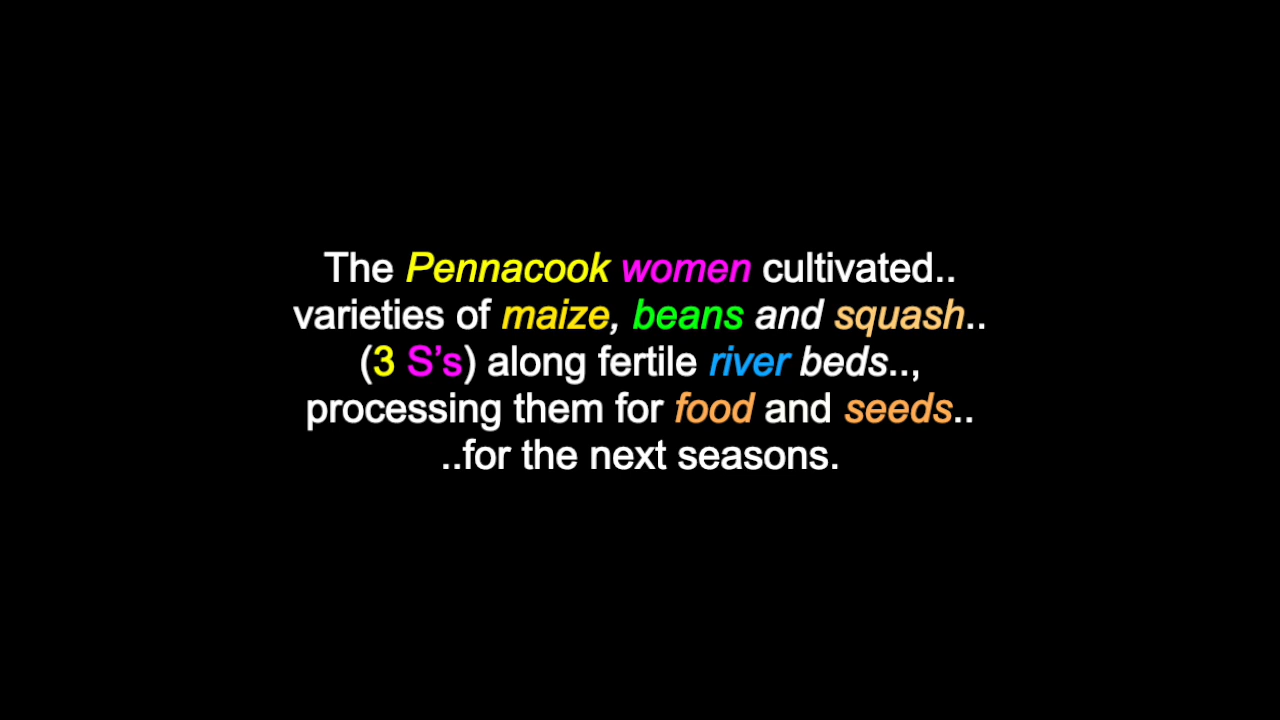 The Pennacook women cultivated..
varieties of maize, beans and squash..
(3 S’s) along fertile river beds..,
processing them for food and seeds..
..for the next seasons.